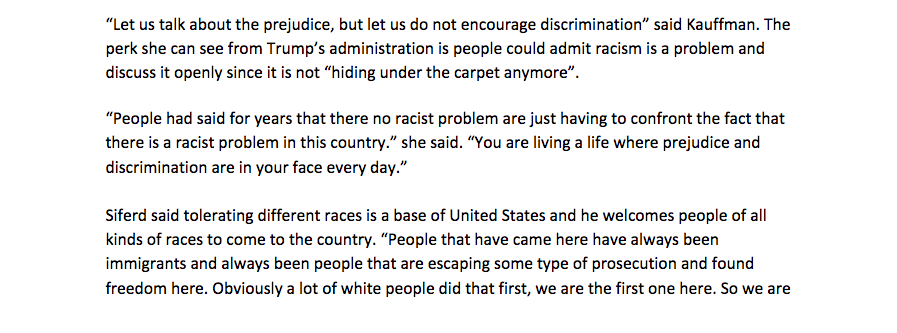 “Let us talk about the prejudice, but let us do not encourage discrimination” said Kauffman. The
perk she can see from Trump’s administration is people could admit racism is a problem and
discuss it openly since it is not “hiding under the carpet anymore”.
“People had said for years that there no racist problem are just having to confront the fact that
there is a racist problem in this country.” she said. “You are living a life where prejudice and
discrimination are in your face every day.”
Siferd said tolerating different races is a base of United States and he welcomes people of all
kinds of races to come to the country. “People that have came here have always been
immigrants and always been people that are escaping some type of prosecution and found
freedom here. Obviously a lot of white people did that first, we are the first one here. So we are